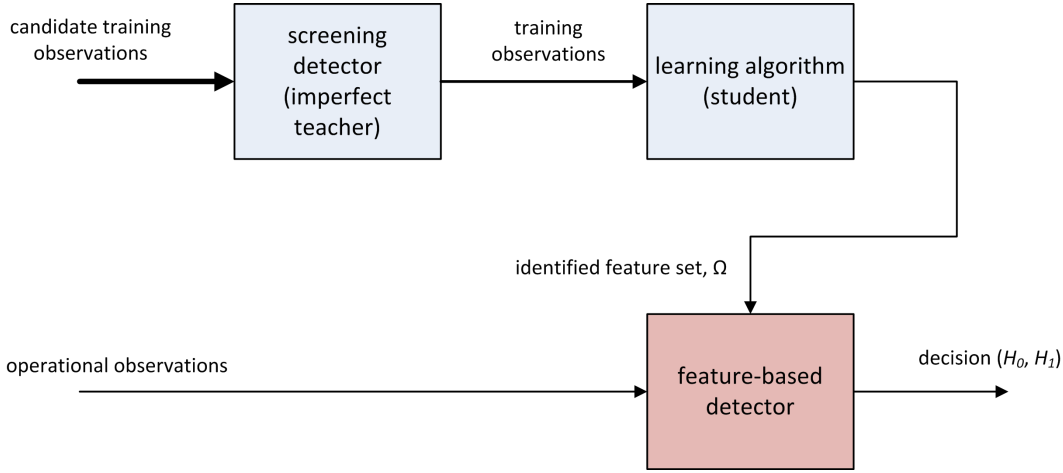 candidate training
observations
screening
detector
(imperfect
teacher)
training
observations
learning algorithm
(student)
identified feature set, Ω
operational observations
feature-based
detector
decision (H₀, H₁)